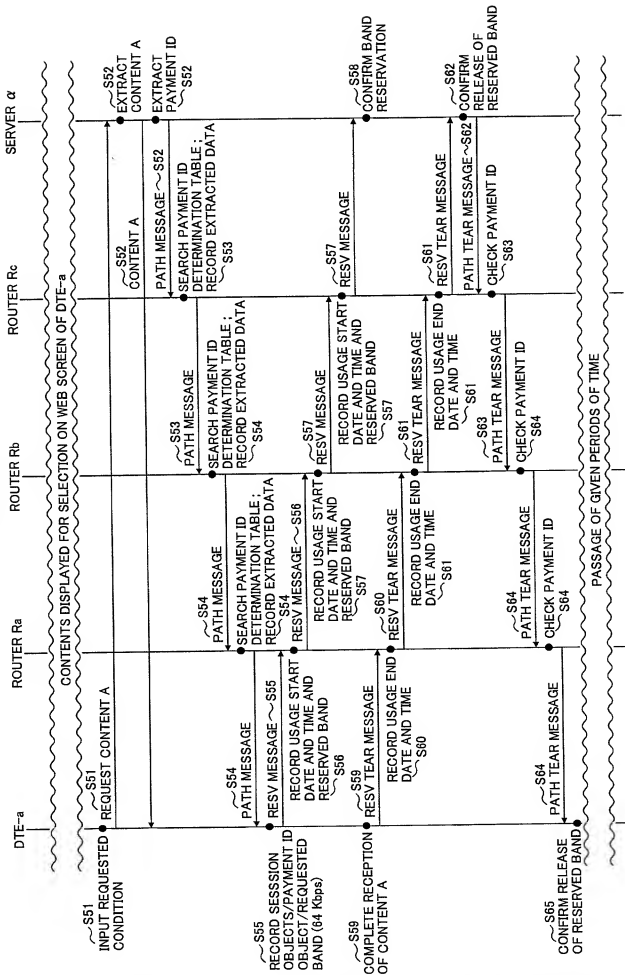 DTE-a
ROUTER Ra
ROUTER Rb
ROUTER Rc
SERVER α
CONTENTS DISPLAYED FOR SELECTION ON WEB SCREEN OF DTE-a
S51
INPUT REQUESTED
CONDITION
S51
REQUEST CONTENT A
S52
EXTRACT
CONTENT A
S52
CONTENT A
EXTRACT
PAYMENT ID
S52
PATH MESSAGE~S52
SEARCH PAYMENT ID
DETERMINATION TABLE ;
RECORD EXTRACTED DATA
S53
S53
PATH MESSAGE
SEARCH PAYMENT ID
DETERMINATION TABLE ;
RECORD EXTRACTED DATA
S54
S54
PATH MESSAGE
SEARCH PAYMENT ID
DETERMINATION TABLE ;
RECORD EXTRACTED DATA
S54
S54
PATH MESSAGE
S55
RECORD SESSSION
OBJECTS/PAYMENT ID
OBJECT/REQUESTED
BAND (64 Kbps)
RESV MESSAGE~S55
RECORD USAGE START
DATE AND TIME AND
RESERVED BAND
S56
RESV MESSAGE~S56
RECORD USAGE START
DATE AND TIME AND
RESERVED BAND
S57
S57
RESV MESSAGE
RECORD USAGE START
DATE AND TIME AND
RESERVED BAND
S57
S57
RESV MESSAGE
S58
CONFIRM BAND
RESERVATION
S59
COMPLETE RECEPTION
OF CONTENT A
S59
RESV TEAR MESSAGE
RECORD USAGE END
DATE AND TIME
S60
S60
RESV TEAR MESSAGE
RECORD USAGE END
DATE AND TIME
S61
S61
RESV TEAR MESSAGE
RECORD USAGE END
DATE AND TIME
S61
S61
RESV TEAR MESSAGE
S62
CONFIRM
RELEASE OF
RESERVED BAND
PATH TEAR MESSAGE~S62
CHECK PAYMENT ID
S63
S63
PATH TEAR MESSAGE
CHECK PAYMENT ID
S64
S64
PATH TEAR MESSAGE
CHECK PAYMENT ID
S64
S64
PATH TEAR MESSAGE
S65
CONFIRM RELEASE
OF RESERVED BAND
PASSAGE OF GIVEN PERIODS OF TIME